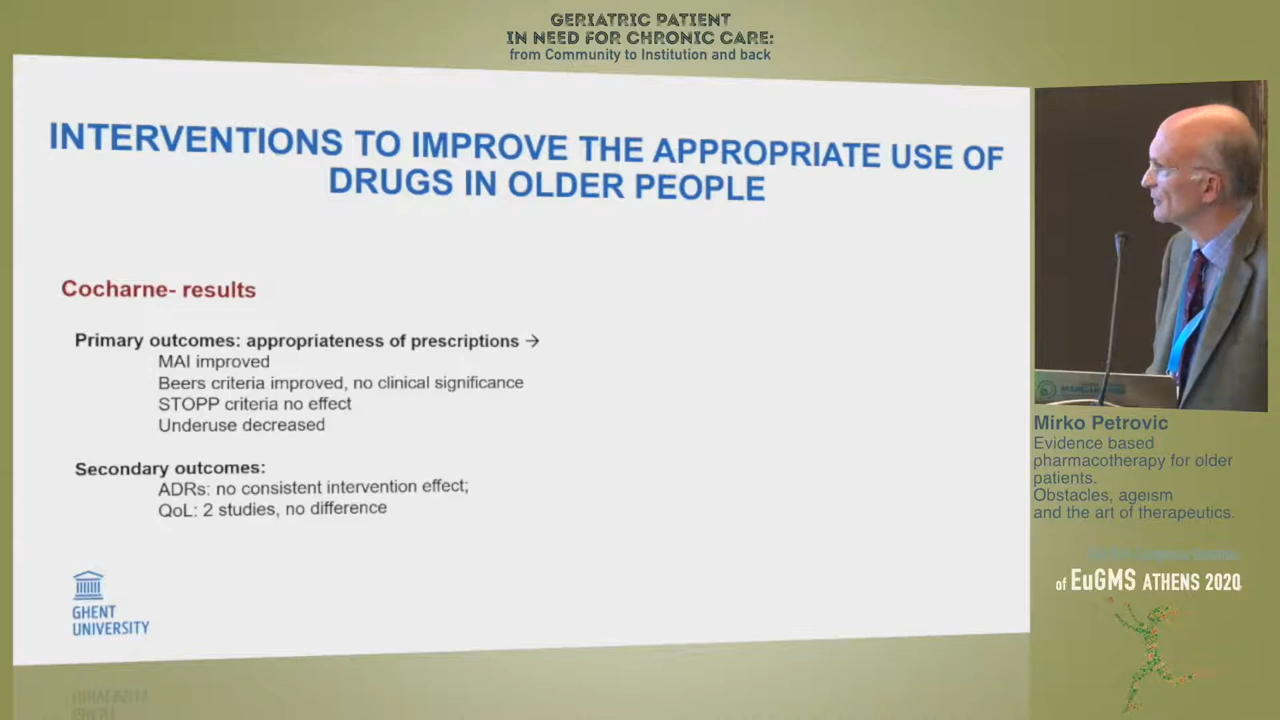 GERIATRIC PATIENT
IN NEED FOR CHRONIC CARE:
from Community to Institution and back
INTERVENTIONS TO IMPROVE THE APPROPRIATE USE OF
DRUGS IN OLDER PEOPLE
Cocharne- results
Primary outcomes: appropriateness of prescriptions →
MAI improved
Beers criteria improved, no clinical significance
STOPP criteria no effect
Underuse decreased
Secondary outcomes:
ADRs: no consistent intervention effect;
QoL: 2 studies, no difference
GHENT
UNIVERSITY
Mirko Petrovic
Evidence based
pharmacotherapy for older
patients.
Obstacles, ageism
and the art of therapeutics.
of EuGMS ATHENS 2020